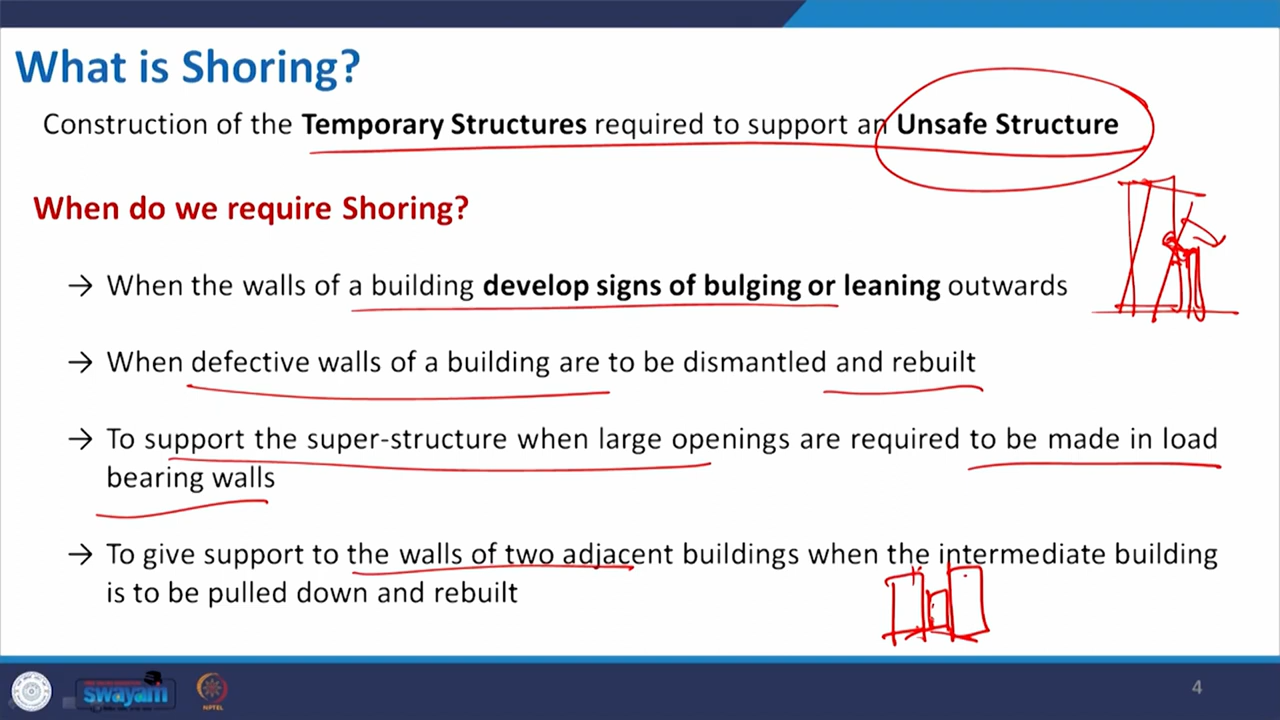 What is Shoring?
Construction of the Temporary Structures required to support an Unsafe Structure
When do we require Shoring?
→ When the walls of a building develop signs of bulging or leaning outwards
→ When defective walls of a building are to be dismantled and rebuilt
→ To support the super-structure when large openings are required to be made in load
bearing walls
→ To give support to the walls of two adjacent buildings when the intermediate building
is to be pulled down and rebuilt
swayam
NPTEL
4